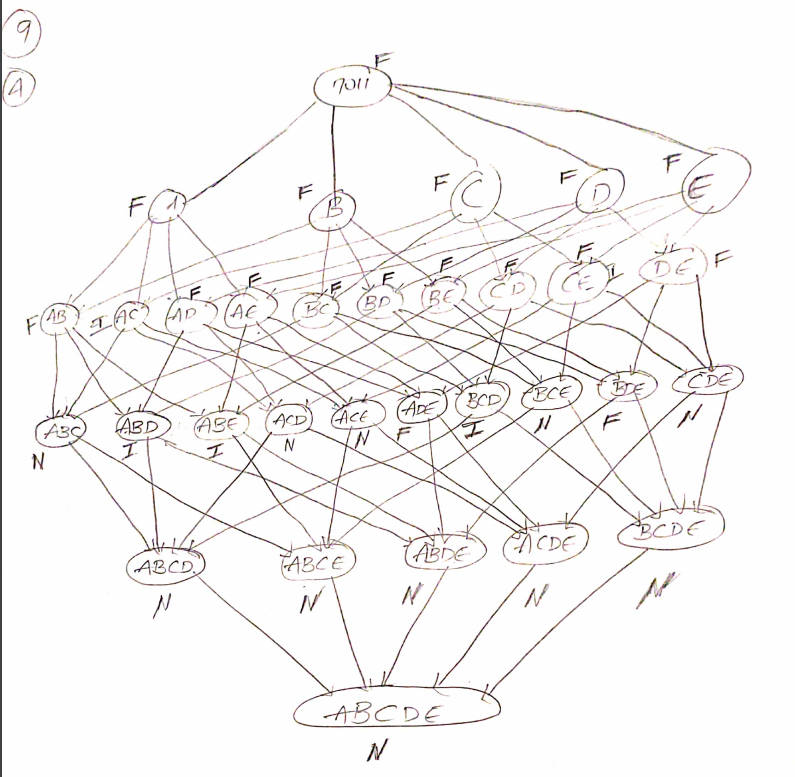 9
A
F
null
F A F B F C F D F E
F AB I AC F AD F AE F BC F BD F BE F CD F CE I DE F
ABC ABD ABE ACD ACE ADE BCD BCE BDE CDE
N I I N N F I N F N
ABCD ABCE ABDE ACDE BCDE
N N N N N
ABCDE
N